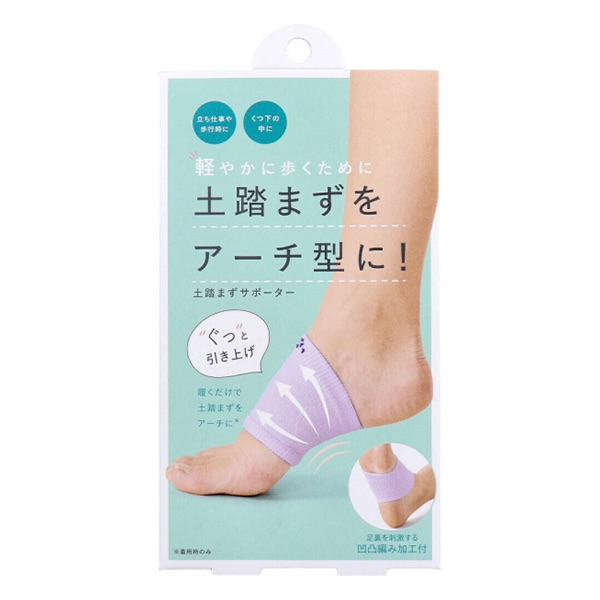 立ち仕事や
歩行時に
くつ下の
中に
軽やかに歩くために
土踏まずを
アーチ型に！
土踏まずサポーター
"ぐっ"と
引き上げ
履くだけで
土踏まずを
アーチに※
足裏を刺激する
凹凸編み加工付
※着用時のみ